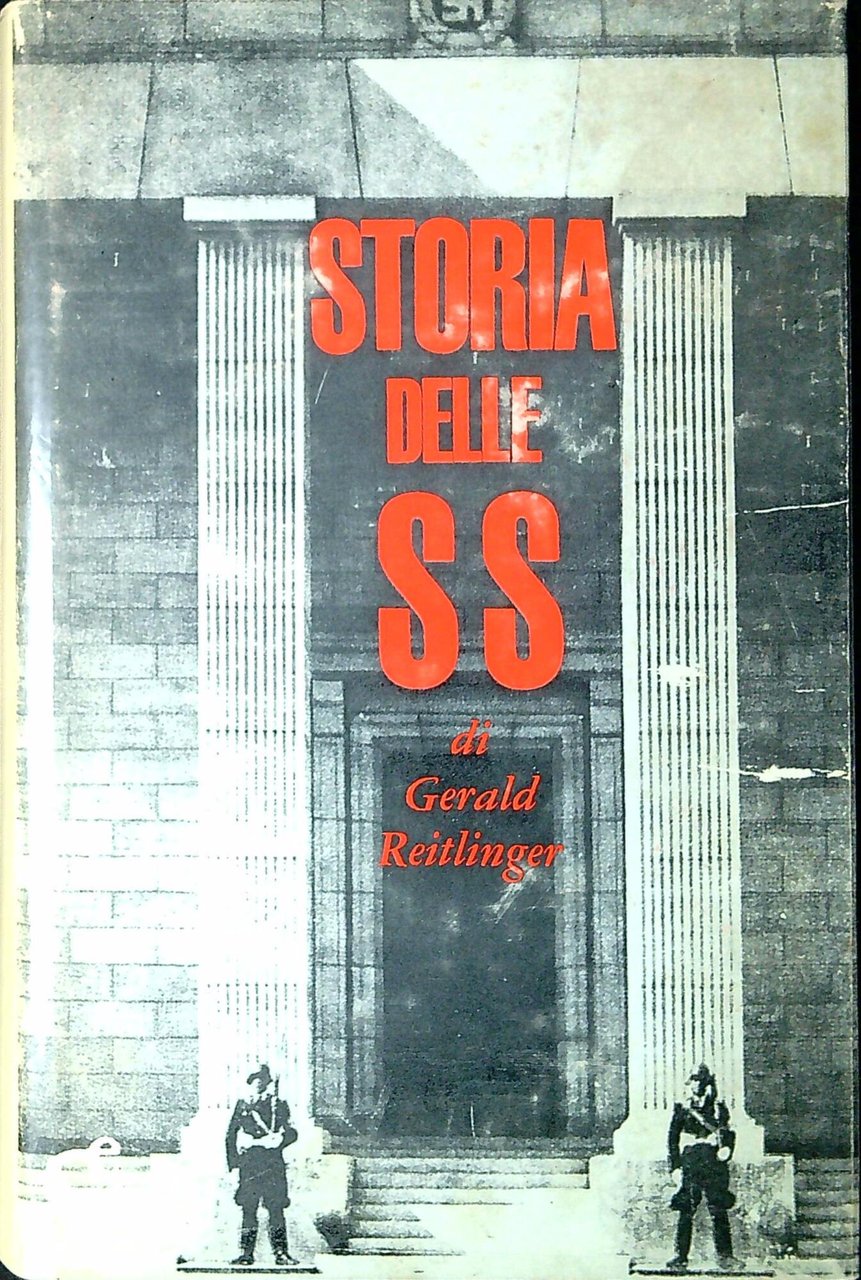 STORIA
DELLE
SS
di
Gerald
Reitlinger